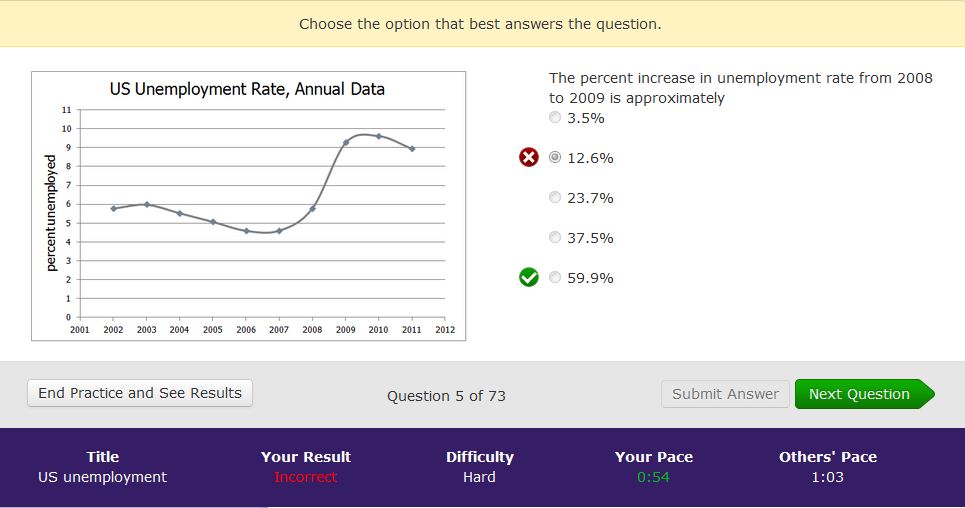 Choose the option that best answers the question.
US Unemployment Rate, Annual Data
11
10
9
8
7
6
5
4
3
2
1
0
percent unemployed
2001 2002 2003 2004 2005 2006 2007 2008 2009 2010 2011 2012
The percent increase in unemployment rate from 2008
to 2009 is approximately
3.5%
12.6%
23.7%
37.5%
59.9%
End Practice and See Results
Question 5 of 73
Submit Answer
Next Question
Title Your Result Difficulty Your Pace Others' Pace
US unemployment Incorrect Hard 0:54 1:03